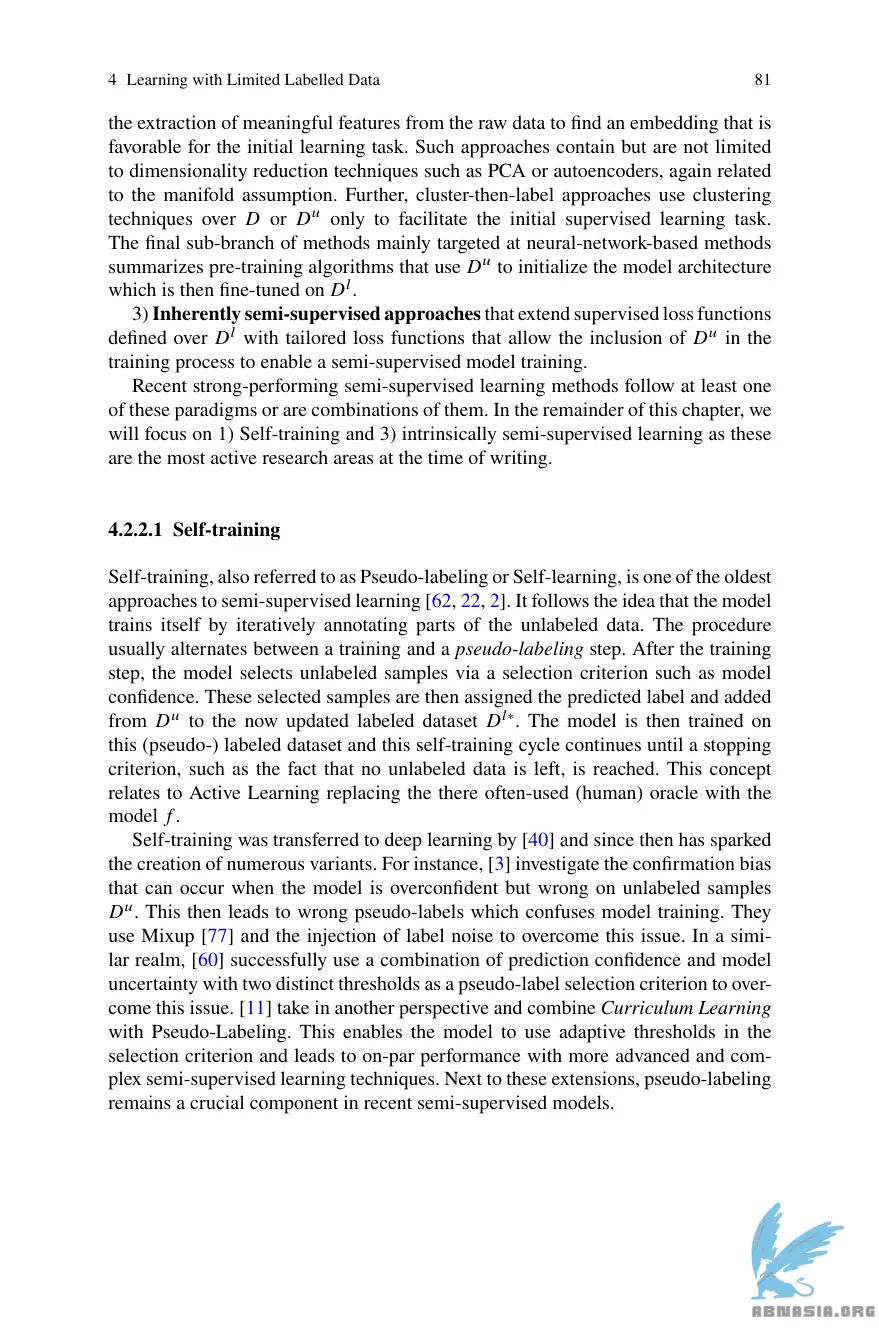 4 Learning with Limited Labelled Data 81
the extraction of meaningful features from the raw data to find an embedding that is
favorable for the initial learning task. Such approaches contain but are not limited
to dimensionality reduction techniques such as PCA or autoencoders, again related
to the manifold assumption. Further, cluster-then-label approaches use clustering
techniques over D or Dᵘ only to facilitate the initial supervised learning task.
The final sub-branch of methods mainly targeted at neural-network-based methods
summarizes pre-training algorithms that use Dᵘ to initialize the model architecture
which is then fine-tuned on Dˡ.
3) Inherently semi-supervised approaches that extend supervised loss functions
defined over Dˡ with tailored loss functions that allow the inclusion of Dᵘ in the
training process to enable a semi-supervised model training.
Recent strong-performing semi-supervised learning methods follow at least one
of these paradigms or are combinations of them. In the remainder of this chapter, we
will focus on 1) Self-training and 3) intrinsically semi-supervised learning as these
are the most active research areas at the time of writing.
4.2.2.1 Self-training
Self-training, also referred to as Pseudo-labeling or Self-learning, is one of the oldest
approaches to semi-supervised learning [62, 22, 2]. It follows the idea that the model
trains itself by iteratively annotating parts of the unlabeled data. The procedure
usually alternates between a training and a pseudo-labeling step. After the training
step, the model selects unlabeled samples via a selection criterion such as model
confidence. These selected samples are then assigned the predicted label and added
from Dᵘ to the now updated labeled dataset Dˡ*. The model is then trained on
this (pseudo-) labeled dataset and this self-training cycle continues until a stopping
criterion, such as the fact that no unlabeled data is left, is reached. This concept
relates to Active Learning replacing the there often-used (human) oracle with the
model f.
Self-training was transferred to deep learning by [40] and since then has sparked
the creation of numerous variants. For instance, [3] investigate the confirmation bias
that can occur when the model is overconfident but wrong on unlabeled samples
Dᵘ. This then leads to wrong pseudo-labels which confuses model training. They
use Mixup [77] and the injection of label noise to overcome this issue. In a simi-
lar realm, [60] successfully use a combination of prediction confidence and model
uncertainty with two distinct thresholds as a pseudo-label selection criterion to over-
come this issue. [11] take in another perspective and combine Curriculum Learning
with Pseudo-Labeling. This enables the model to use adaptive thresholds in the
selection criterion and leads to on-par performance with more advanced and com-
plex semi-supervised learning techniques. Next to these extensions, pseudo-labeling
remains a crucial component in recent semi-supervised models.
ABNASIA.ORG